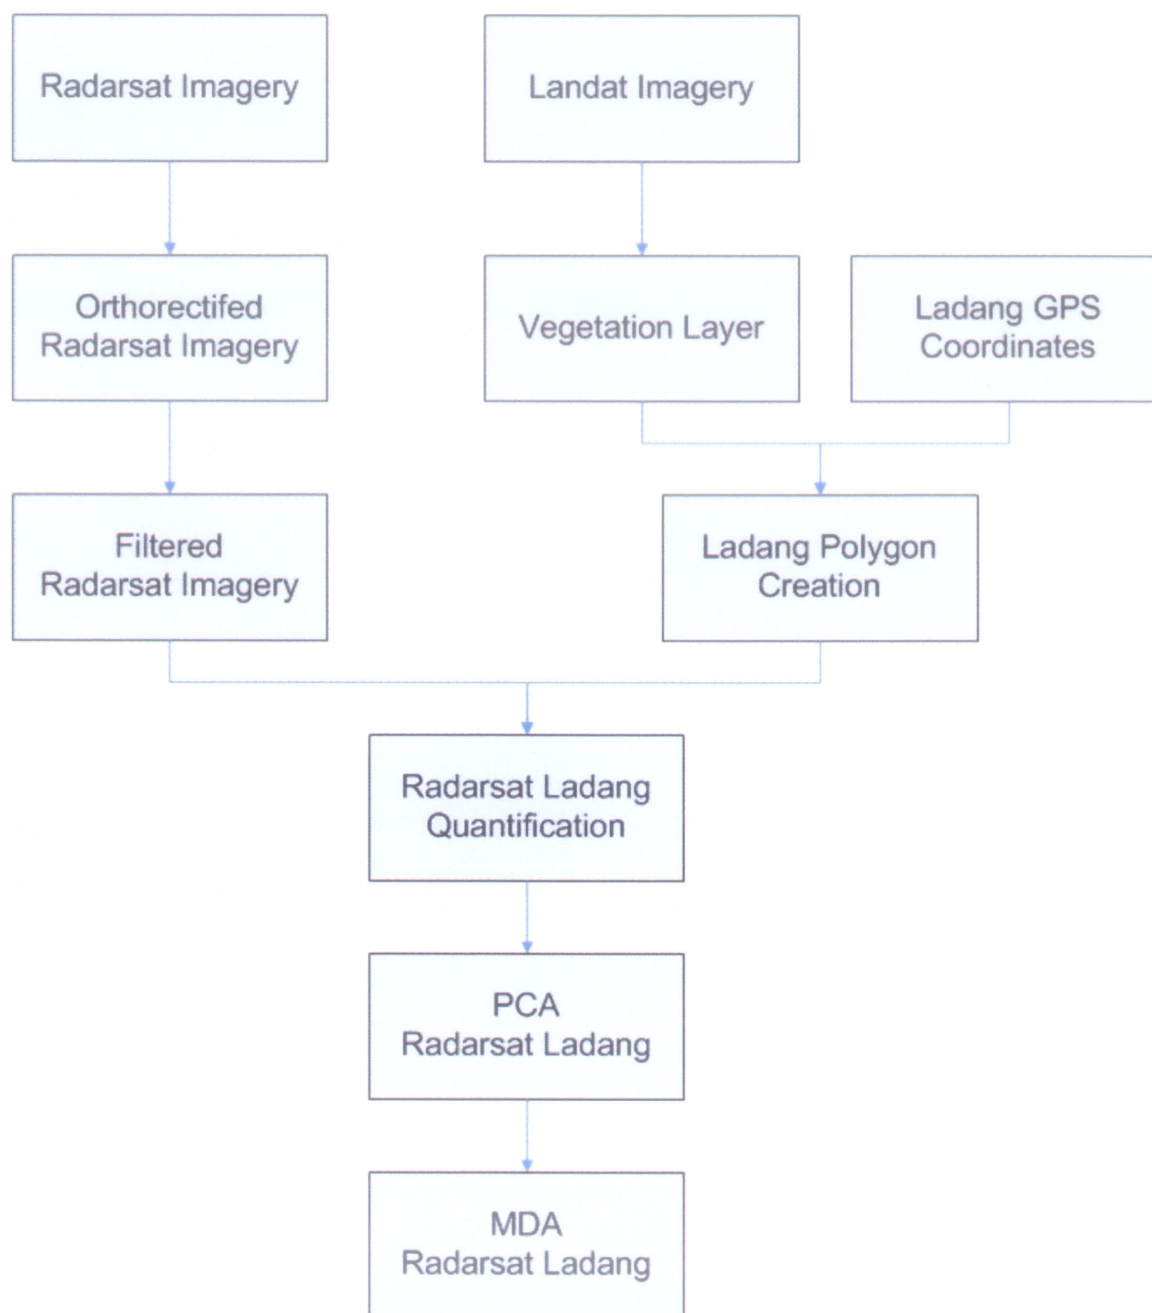 Radarsat Imagery
Landat Imagery
Orthorectifed
Radarsat Imagery
Vegetation Layer
Ladang GPS
Coordinates
Filtered
Radarsat Imagery
Ladang Polygon
Creation
Radarsat Ladang
Quantification
PCA
Radarsat Ladang
MDA
Radarsat Ladang